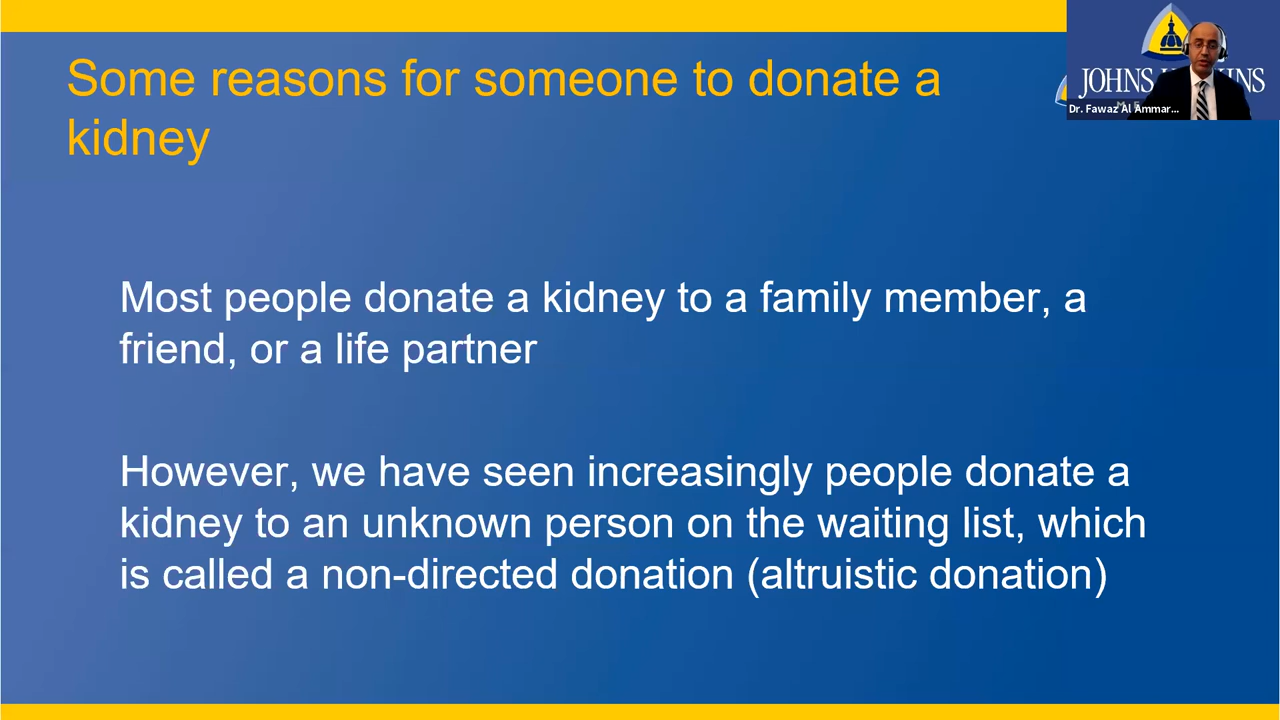 Some reasons for someone to donate a
kidney
JOHNS
Dr. Fawaz Al Ammar...
Most people donate a kidney to a family member, a
friend, or a life partner
However, we have seen increasingly people donate a
kidney to an unknown person on the waiting list, which
is called a non-directed donation (altruistic donation)